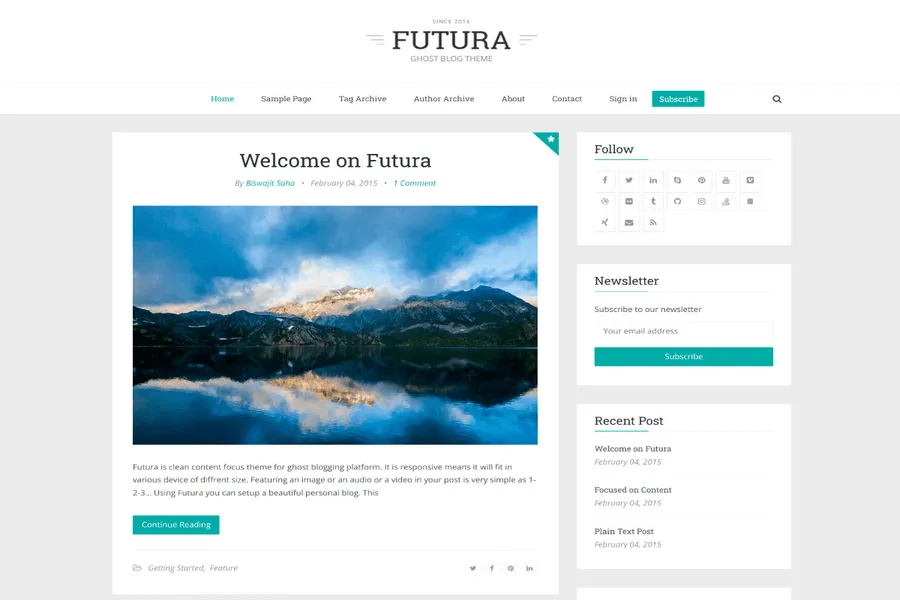 SINCE 2016
FUTURA
GHOST BLOG THEME
Home Sample Page Tag Archive Author Archive About Contact Sign in Subscribe
Welcome on Futura
By Biswajit Saha • February 04, 2015 • 1 Comment
Futura is clean content focus theme for ghost blogging platform. it is responsive means it will fit in
various device of diffrent size. Featuring an image or an audio or a video in your post is very simple as 1-
2-3... Using Futura you can setup a beautiful personal blog. This
Continue Reading
Getting Started, Feature
Follow
Newsletter
Subscribe to our newsletter
Your email address
Subscribe
Recent Post
Welcome on Futura
February 04, 2015
Focused on Content
February 04, 2015
Plain Text Post
February 04, 2015